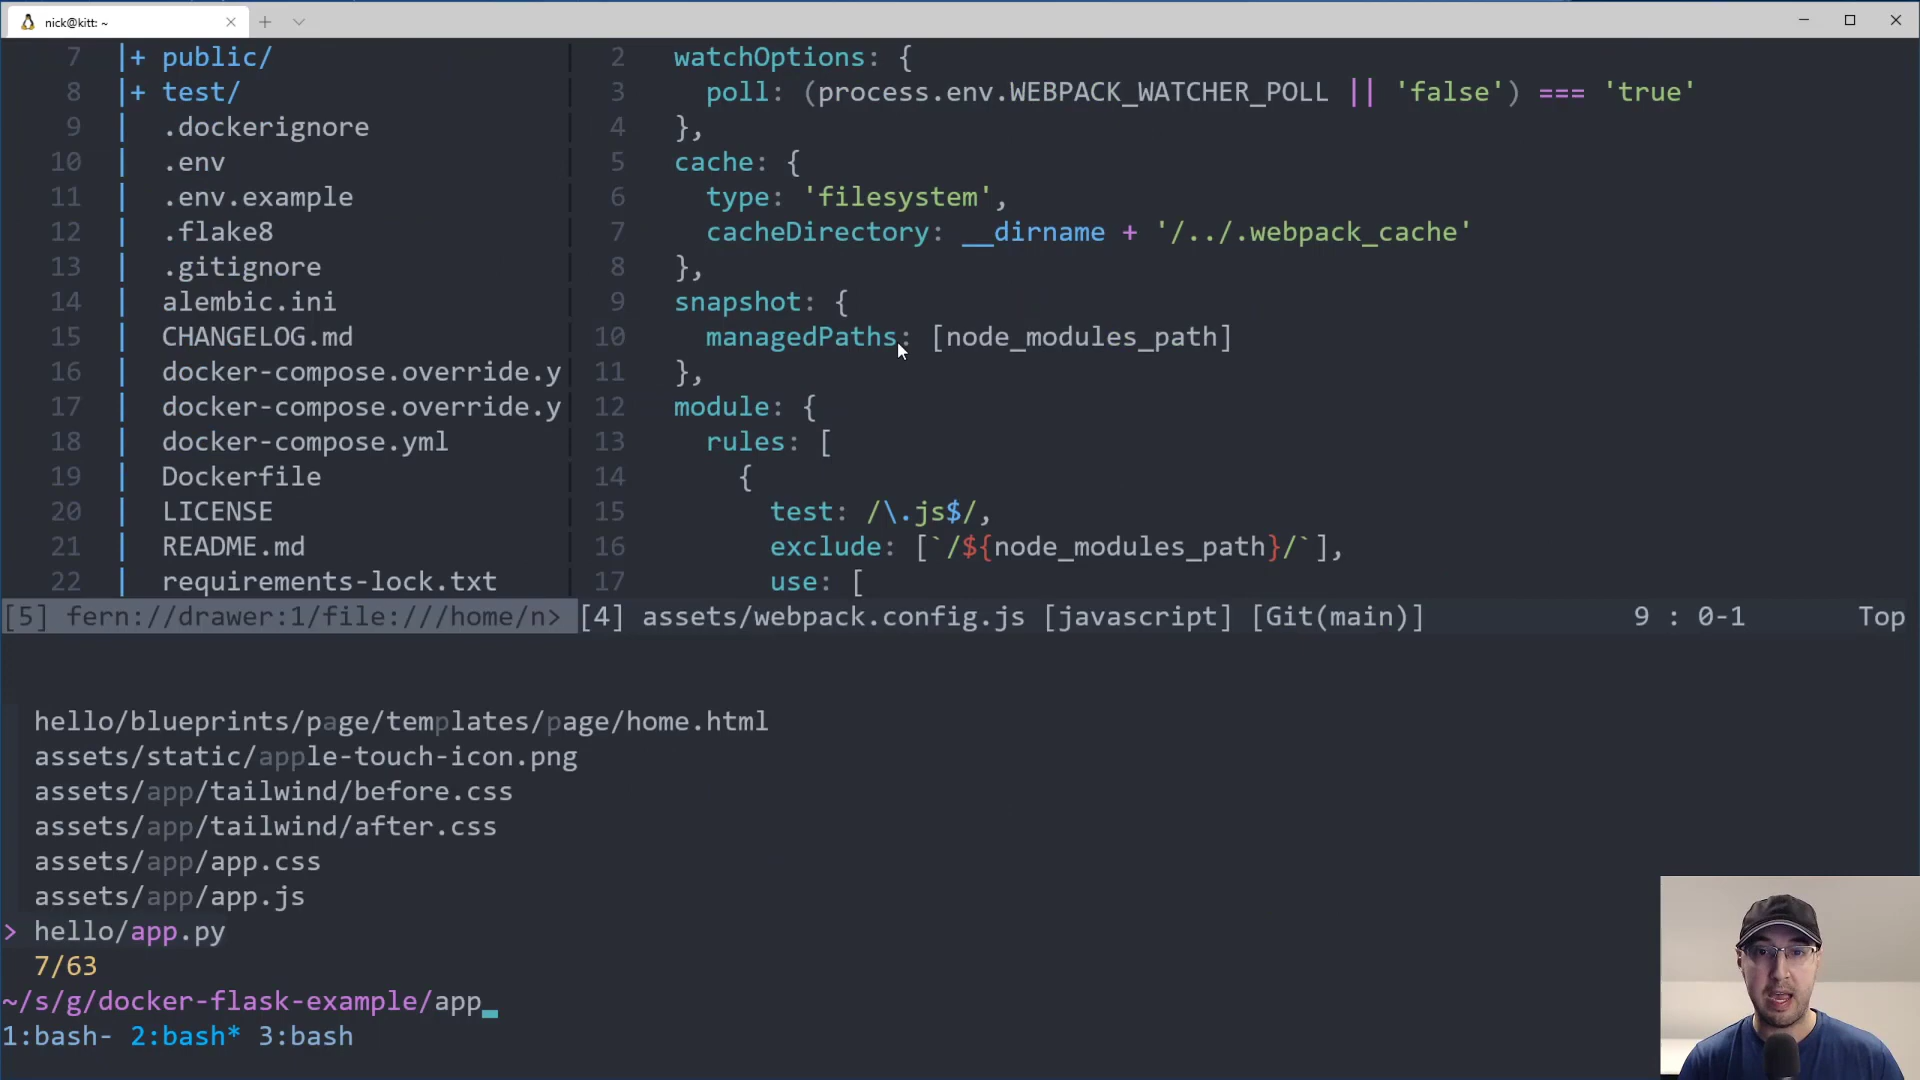 nick@kitt: ~
7 |+ public/
8 |+ test/
9 | .dockerignore
10 | .env
11 | .env.example
12 | .flake8
13 | .gitignore
14 | alembic.ini
15 | CHANGELOG.md
16 | docker-compose.override.y
17 | docker-compose.override.y
18 | docker-compose.yml
19 | Dockerfile
20 | LICENSE
21 | README.md
22 | requirements-lock.txt
2 watchOptions: {
3 poll: (process.env.WEBPACK_WATCHER_POLL || 'false') === 'true'
4 },
5 cache: {
6 type: 'filesystem',
7 cacheDirectory: __dirname + '/../.webpack_cache'
8 },
9 snapshot: {
10 managedPaths: [node_modules_path]
11 },
12 module: {
13 rules: [
14 {
15 test: /\.js$/,
16 exclude: [`/${node_modules_path}/`],
17 use: [
[5] fern://drawer:1/file:///home/n> [4] assets/webpack.config.js [javascript] [Git(main)] 9 : 0-1 Top
hello/blueprints/page/templates/page/home.html
assets/static/apple-touch-icon.png
assets/app/tailwind/before.css
assets/app/tailwind/after.css
assets/app/app.css
assets/app/app.js
> hello/app.py
7/63
~/s/g/docker-flask-example/app
1:bash- 2:bash* 3:bash